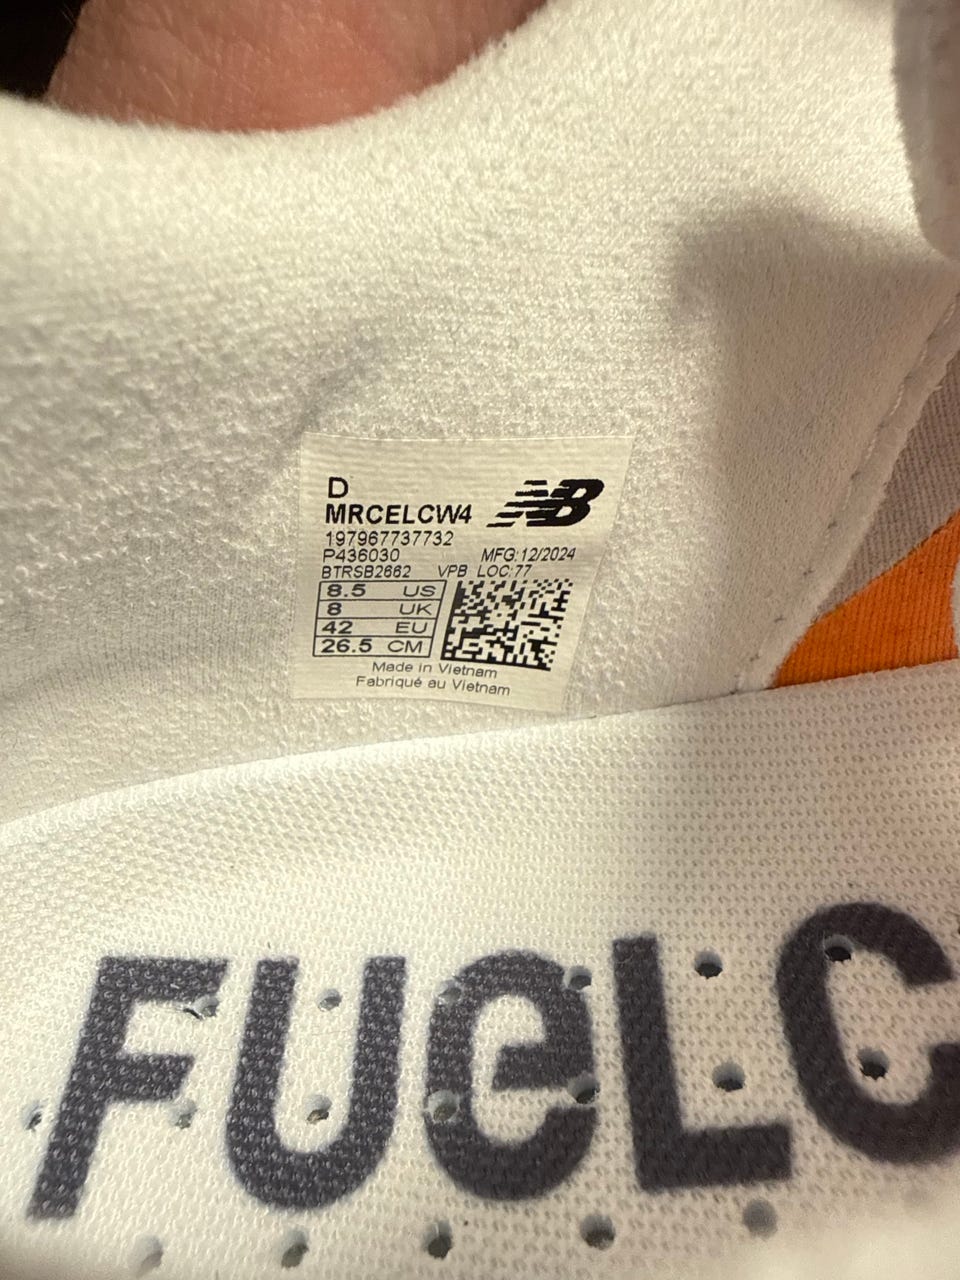 D
MRCELCW4
NB
197967737732
P436030 MFG:12/2024
BTRSB2662 VPB LOC:77
8.5 US
8 UK
42 EU
26.5 CM
Made in Vietnam
Fabriqué au Vietnam
FUeLC